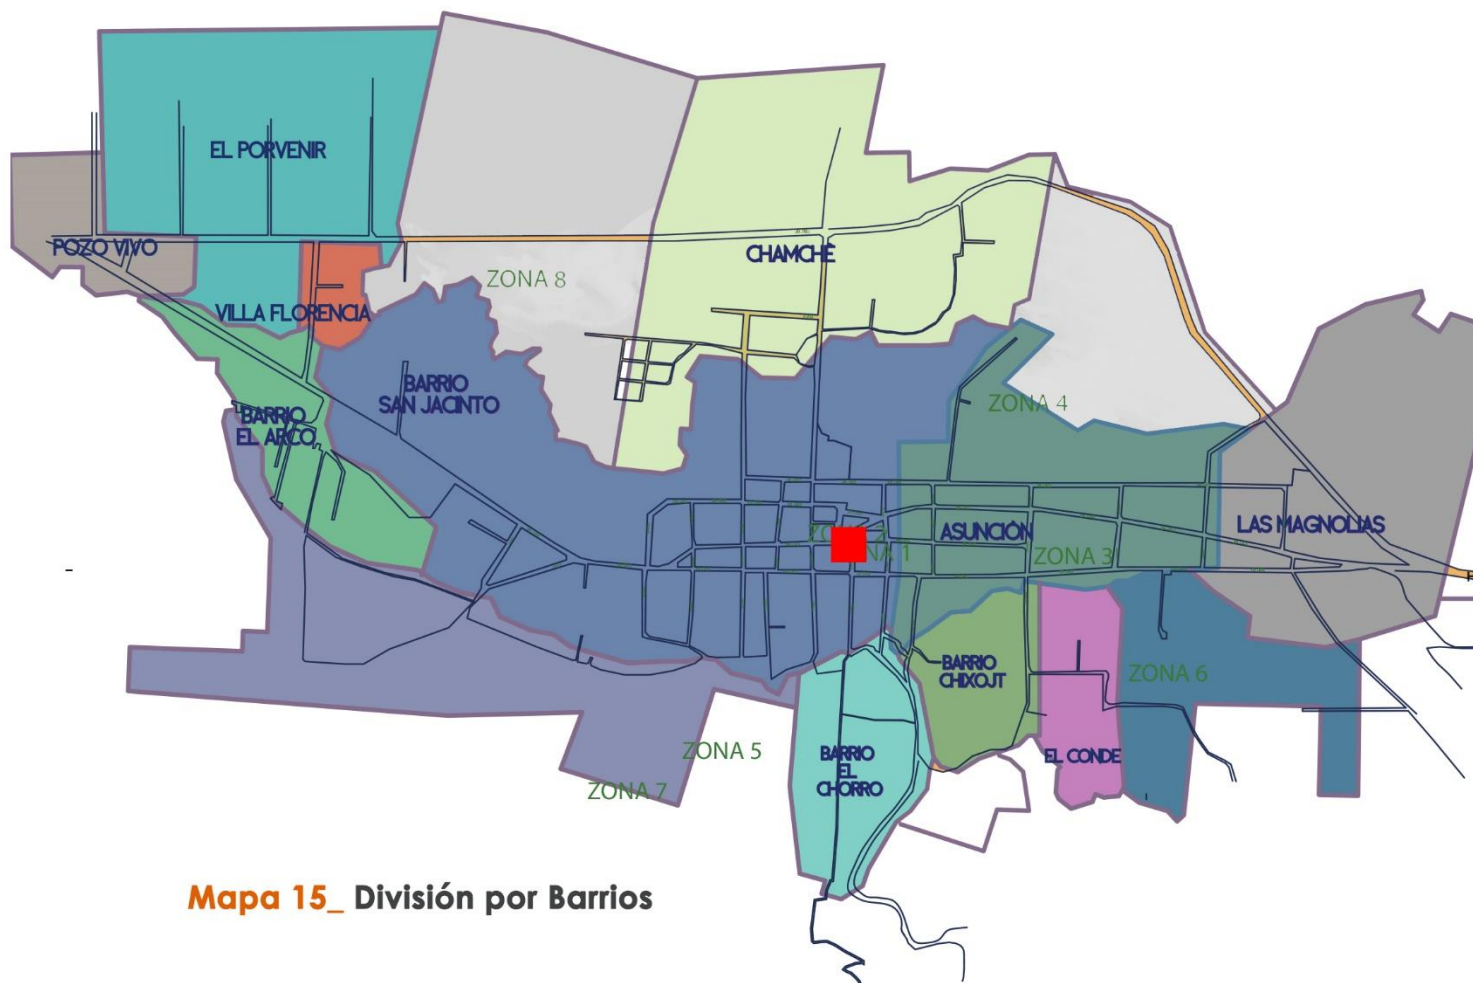 EL PORVENIR
POZO VIVO
CHAMCHÉ
ZONA 8
VILLA FLORENCIA
BARRIO
SAN JACINTO
ZONA 4
BARRIO
EL ARCO
ASUNCIÓN
LAS MAGNOLIAS
ZONA 3
BARRIO
CHIXOJT
ZONA 6
ZONA 5
EL CONDE
BARRIO
EL
CHORRO
ZONA 7
Mapa 15_ División por Barrios